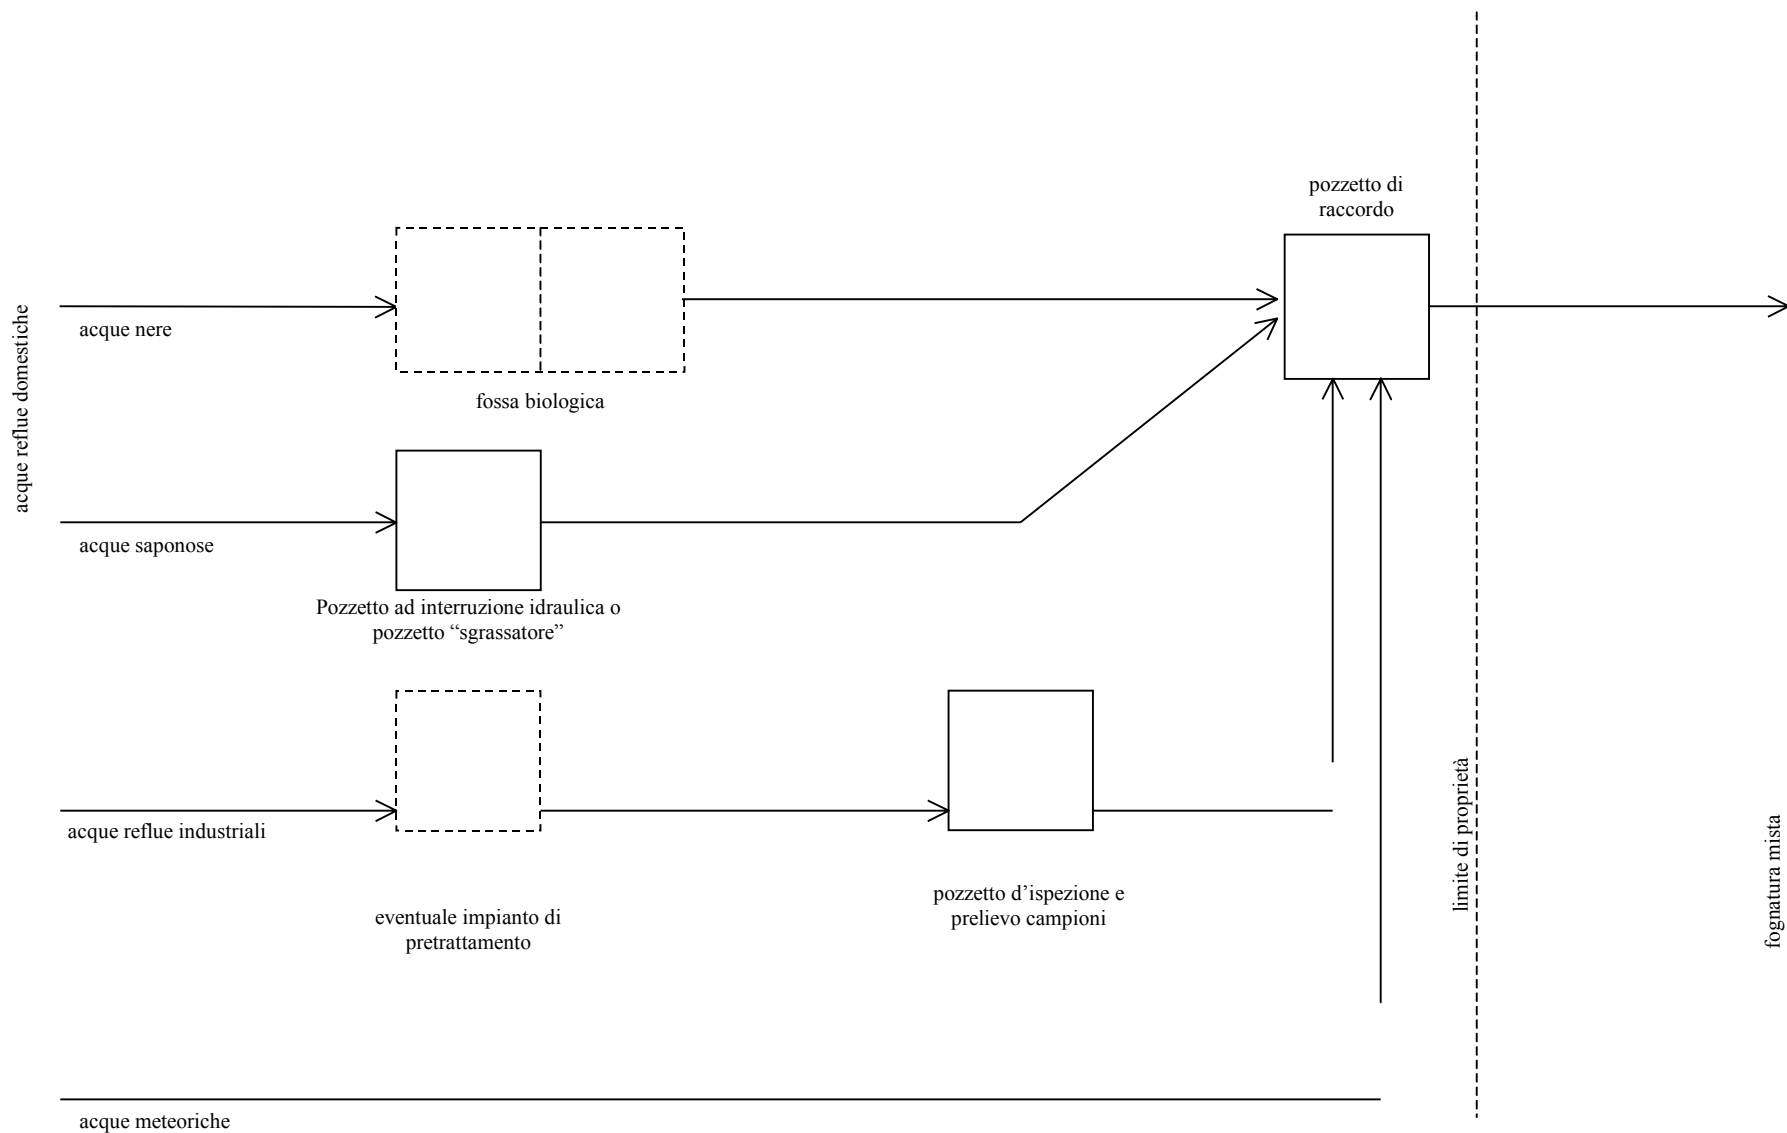 pozzetto di
raccordo
acque reflue domestiche
acque nere
fossa biologica
acque saponose
Pozzetto ad interruzione idraulica o
pozzetto “sgrassatore”
acque reflue industriali
eventuale impianto di
pretrattamento
pozzetto d’ispezione e
prelievo campioni
limite di proprietà
fognatura mista
acque meteoriche